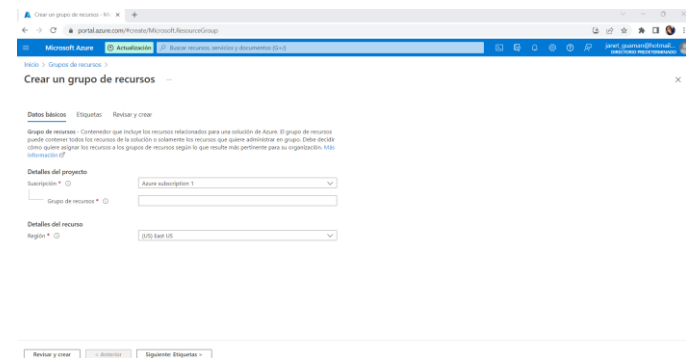 Crear un grupo de recursos - Mi
portal.azure.com/#create/Microsoft.ResourceGroup
Microsoft Azure
Actualización
Buscar recursos, servicios y documentos (G+/)
janet_guaman@hotmail...
DIRECTORIO PREDETERMINADO
Inicio > Grupos de recursos >
Crear un grupo de recursos ...
Datos básicos Etiquetas Revisar y crear
Grupo de recursos - Contenedor que incluye los recursos relacionados para una solución de Azure. El grupo de recursos
puede contener todos los recursos de la solución o solamente los recursos que quiere administrar en grupo. Debe decidir
cómo quiere asignar los recursos a los grupos de recursos según lo que resulte más pertinente para su organización. Más
información
Detalles del proyecto
Suscripción *
Azure subscription 1
Grupo de recursos *
Detalles del recurso
Región *
(US) East US
Revisar y crear
< Anterior
Siguiente: Etiquetas >